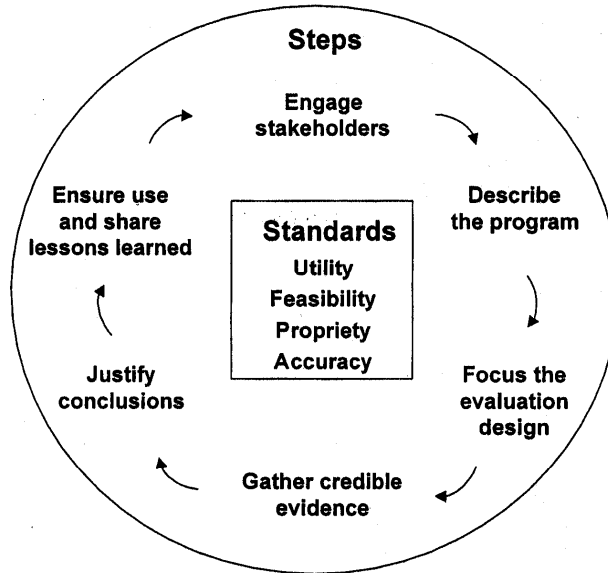 Steps
Engage
stakeholders
Describe
the program
Focus the
evaluation
design
Gather credible
evidence
Justify
conclusions
Ensure use
and share
lessons learned
Standards
Utility
Feasibility
Propriety
Accuracy